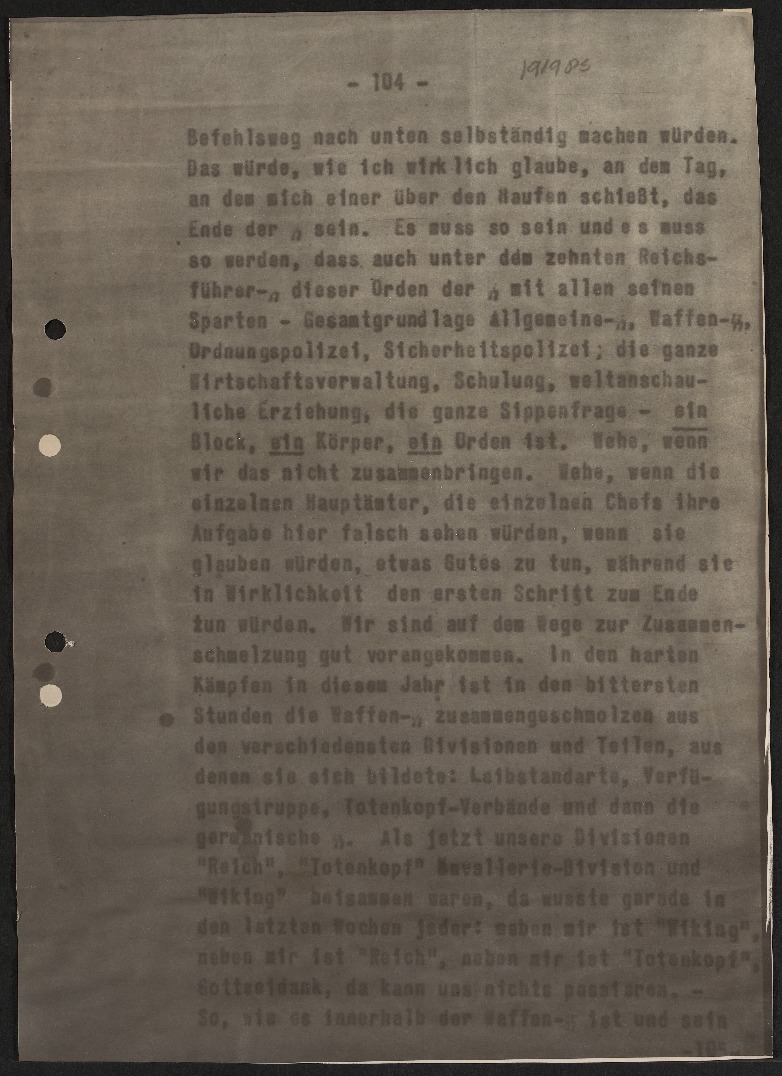 - 104 -
191985
Befehlsweg nach unten selbständig machen würden.
Das würde, wie ich wirklich glaube, an dem Tag,
an dem mich einer über den Haufen schießt, das
Ende der SS sein. Es muss so sein und e s muss
so werden, dass auch unter dem zehnten Reichs-
führer-SS dieser Orden der SS mit allen seinen
Sparten - Gesamtgrundlage Allgemeine-SS, Waffen-SS,
Ordnungspolizei, Sicherheitspolizei; die ganze
Wirtschaftsverwaltung, Schulung, weltanschau-
liche Erziehung, die ganze Sippenfrage - ein
Block, ein Körper, ein Orden ist. Wehe, wenn
wir das nicht zusammenbringen. Wehe, wenn die
einzelnen Hauptämter, die einzelnen Chefs ihre
Aufgabe hier falsch sehen würden, wenn sie
glauben würden, etwas Gutes zu tun, während sie
in Wirklichkeit den ersten Schritt zum Ende
tun würden. Wir sind auf dem Wege zur Zusammen-
schmelzung gut vorangekommen. In den harten
Kämpfen in diesem Jahr ist in den bittersten
Stunden die Waffen-SS zusammengeschmolzen aus
den verschiedensten Divisionen und Teilen, aus
denen sie sich bildete: Leibstandarte, Verfü-
gungstruppe, Totenkopf-Verbände und dann die
germanische SS. Als jetzt unsere Divisionen
"Reich", "Totenkopf" Kavallerie-Division und
"Wiking" beisammen waren, da wusste gerade in
den letzten Wochen jeder: neben mir ist "Wiking",
neben mir ist "Reich", neben mir ist "Totenkopf",
Gottseidank, da kann uns nichts passieren. -
So, wie es innerhalb der Waffen-SS ist und sein
-105-